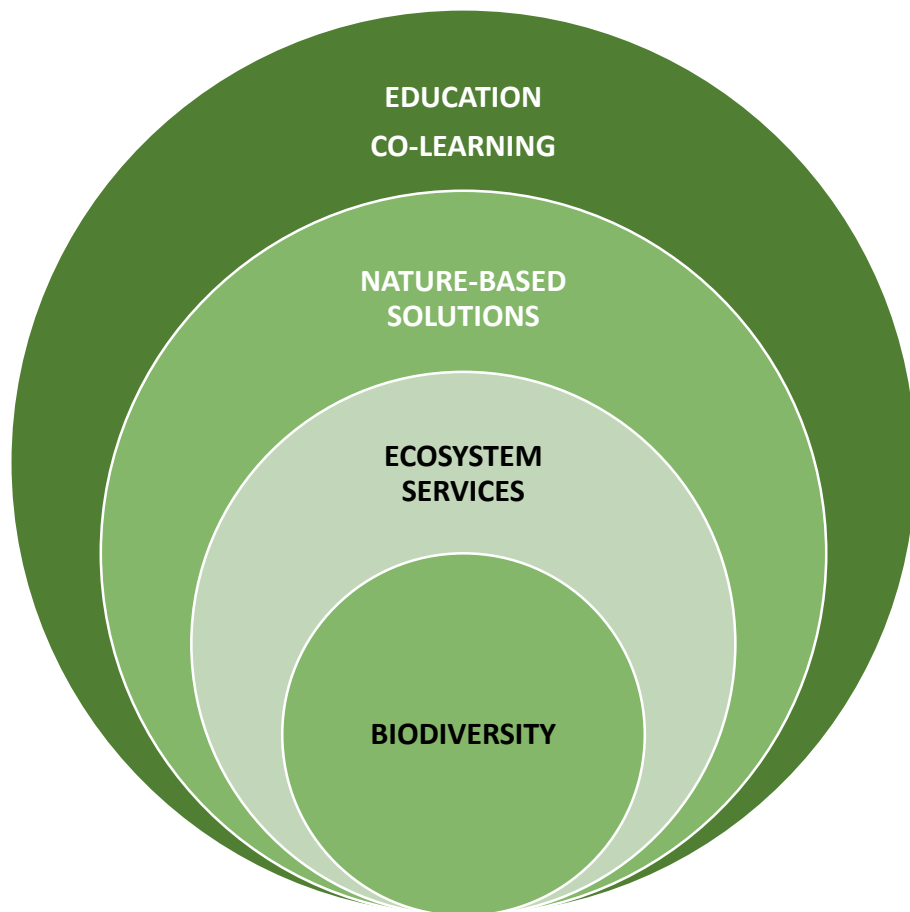 EDUCATION
CO-LEARNING
NATURE-BASED
SOLUTIONS
ECOSYSTEM
SERVICES
BIODIVERSITY